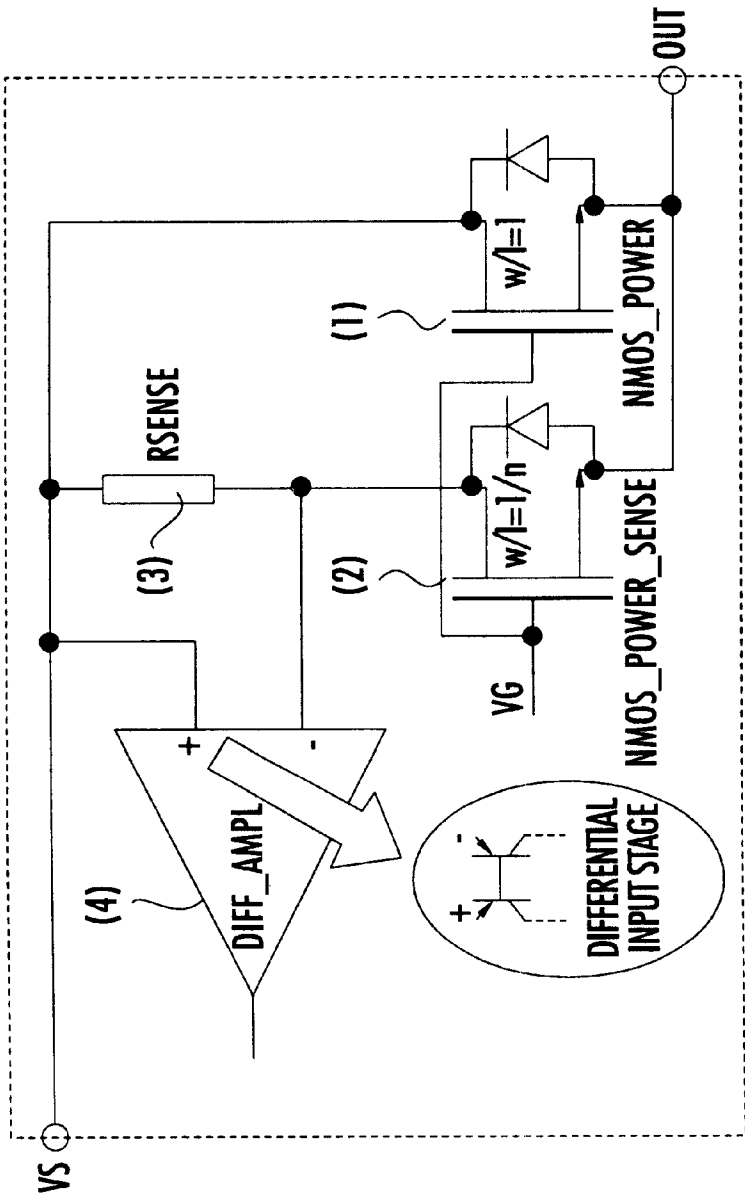 VS
OUT
(4)
DIFF_AMPL
+
-
(3)
RSENSE
(2)
w/l=1/n
(1)
w/l=1
VG
NMOS_POWER_SENSE
NMOS_POWER
+ -
DIFFERENTIAL
INPUT STAGE